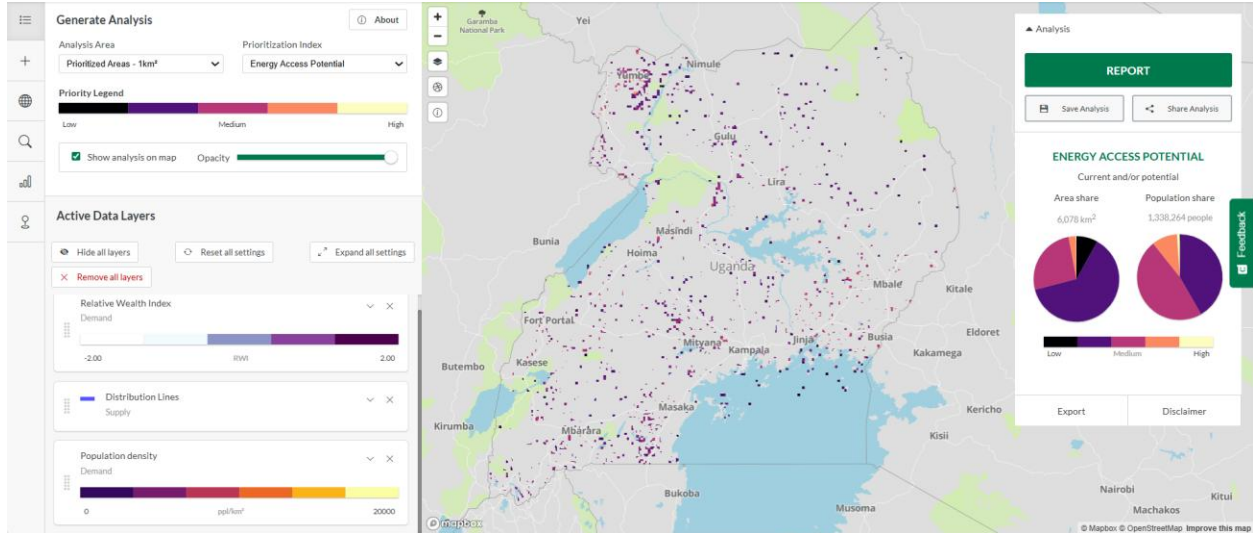 Generate Analysis
About
Analysis Area
Prioritization Index
Prioritized Areas - 1km²
Energy Access Potential
Priority Legend
Low
Medium
High
Show analysis on map
Opacity
Active Data Layers
Hide all layers
Reset all settings
Expand all settings
Remove all layers
Relative Wealth Index
Demand
-2.00
RWI
2.00
Distribution Lines
Supply
Population density
Demand
0
ppl/km²
20000
Garamba
National Park
Yei
Nimule
Yumbe
Gulu
Lira
Bunia
Masindi
Hoima
Uganda
Mbale
Kitale
Fort Portal
Eldoret
Mityana
Kampala
Jinja
Busia
Kakamega
Butembo
Kasese
Masaka
Kericho
Kirumba
Mbarara
Kisii
Bukoba
Musoma
Nairobi
Kitui
Machakos
mapbox
© Mapbox © OpenStreetMap Improve this map
Analysis
REPORT
Save Analysis
Share Analysis
ENERGY ACCESS POTENTIAL
Current and/or potential
Area share
Population share
6,078 km²
1,338,264 people
Low
Medium
High
Export
Disclaimer
Feedback